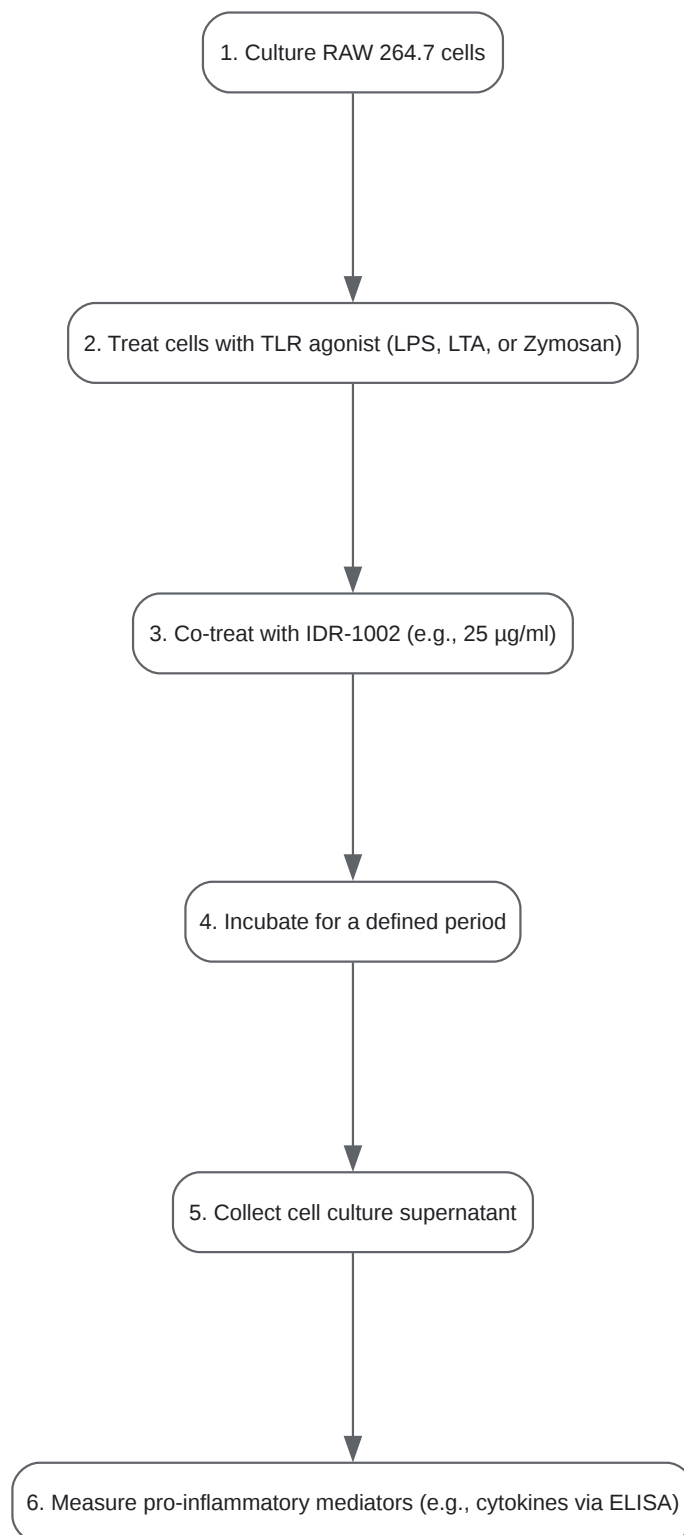 1. Culture RAW 264.7 cells
2. Treat cells with TLR agonist (LPS, LTA, or Zymosan)
3. Co-treat with IDR-1002 (e.g., 25 µg/ml)
4. Incubate for a defined period
5. Collect cell culture supernatant
6. Measure pro-inflammatory mediators (e.g., cytokines via ELISA)